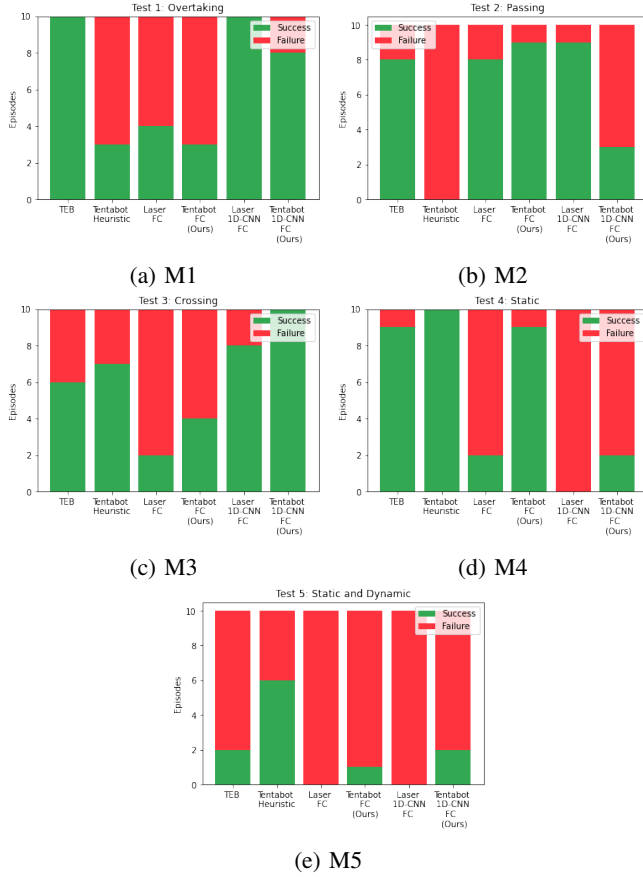 Test 1: Overtaking
Success
Failure
Episodes
10
8
6
4
2
0
TEB
Tentabot
Heuristic
Laser
FC
Tentabot
FC
(Ours)
Laser
1D-CNN
FC
Tentabot
1D-CNN
FC
(Ours)
(a) M1
Test 2: Passing
Success
Failure
Episodes
10
8
6
4
2
0
TEB
Tentabot
Heuristic
Laser
FC
Tentabot
FC
(Ours)
Laser
1D-CNN
FC
Tentabot
1D-CNN
FC
(Ours)
(b) M2
Test 3: Crossing
Success
Failure
Episodes
10
8
6
4
2
0
TEB
Tentabot
Heuristic
Laser
FC
Tentabot
FC
(Ours)
Laser
1D-CNN
FC
Tentabot
1D-CNN
FC
(Ours)
(c) M3
Test 4: Static
Success
Failure
Episodes
10
8
6
4
2
0
TEB
Tentabot
Heuristic
Laser
FC
Tentabot
FC
(Ours)
Laser
1D-CNN
FC
Tentabot
1D-CNN
FC
(Ours)
(d) M4
Test 5: Static and Dynamic
Success
Failure
Episodes
10
8
6
4
2
0
TEB
Tentabot
Heuristic
Laser
FC
Tentabot
FC
(Ours)
Laser
1D-CNN
FC
Tentabot
1D-CNN
FC
(Ours)
(e) M5